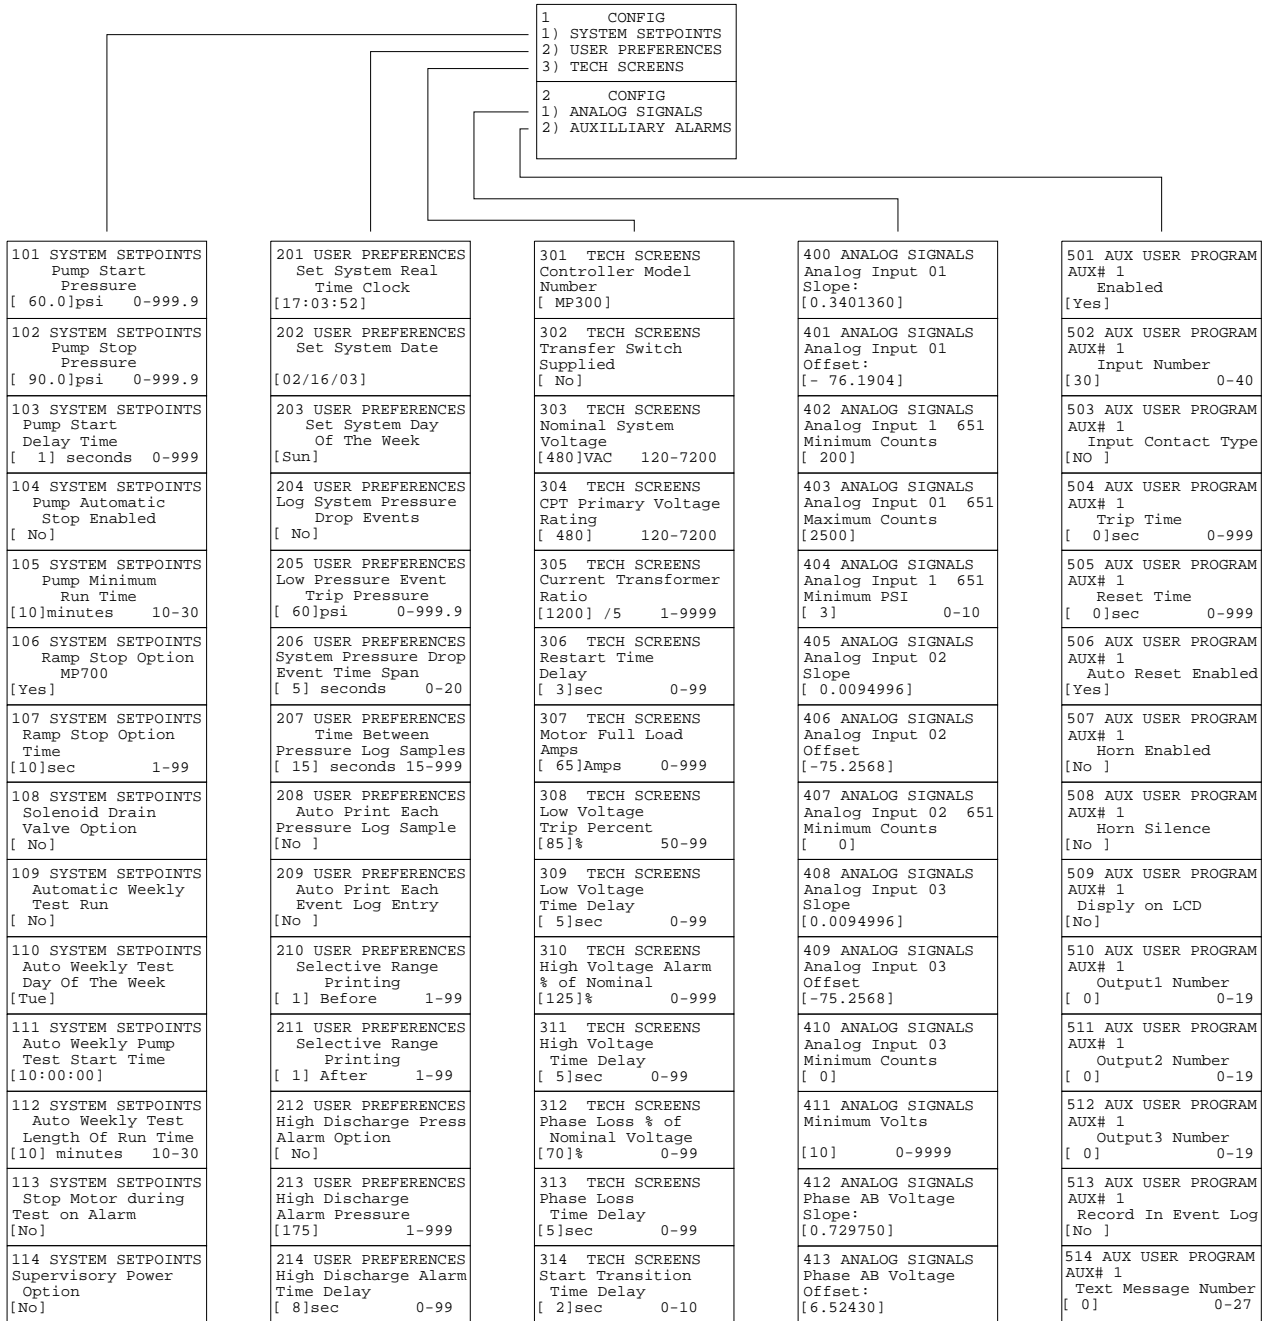 1 CONFIG
1) SYSTEM SETPOINTS
2) USER PREFERENCES
3) TECH SCREENS
2 CONFIG
1) ANALOG SIGNALS
2) AUXILLIARY ALARMS
101 SYSTEM SETPOINTS
Pump Start
Pressure
[ 60.0]psi 0-999.9
102 SYSTEM SETPOINTS
Pump Stop
Pressure
[ 90.0]psi 0-999.9
103 SYSTEM SETPOINTS
Pump Start
Delay Time
[ 1] seconds 0-999
104 SYSTEM SETPOINTS
Pump Automatic
Stop Enabled
[ No]
105 SYSTEM SETPOINTS
Pump Minimum
Run Time
[10]minutes 10-30
106 SYSTEM SETPOINTS
Ramp Stop Option
MP700
[Yes]
107 SYSTEM SETPOINTS
Ramp Stop Option
Time
[10]sec 1-99
108 SYSTEM SETPOINTS
Solenoid Drain
Valve Option
[ No]
109 SYSTEM SETPOINTS
Automatic Weekly
Test Run
[ No]
110 SYSTEM SETPOINTS
Auto Weekly Test
Day Of The Week
[Tue]
111 SYSTEM SETPOINTS
Auto Weekly Pump
Test Start Time
[10:00:00]
112 SYSTEM SETPOINTS
Auto Weekly Test
Length Of Run Time
[10] minutes 10-30
113 SYSTEM SETPOINTS
Stop Motor during
Test on Alarm
[No]
114 SYSTEM SETPOINTS
Supervisory Power
Option
[No]
201 USER PREFERENCES
Set System Real
Time Clock
[17:03:52]
202 USER PREFERENCES
Set System Date
[02/16/03]
203 USER PREFERENCES
Set System Day
Of The Week
[Sun]
204 USER PREFERENCES
Log System Pressure
Drop Events
[ No]
205 USER PREFERENCES
Low Pressure Event
Trip Pressure
[ 60]psi 0-999.9
206 USER PREFERENCES
System Pressure Drop
Event Time Span
[ 5] seconds 0-20
207 USER PREFERENCES
Time Between
Pressure Log Samples
[ 15] seconds 15-999
208 USER PREFERENCES
Auto Print Each
Pressure Log Sample
[No ]
209 USER PREFERENCES
Auto Print Each
Event Log Entry
[No ]
210 USER PREFERENCES
Selective Range
Printing
[ 1] Before 1-99
211 USER PREFERENCES
Selective Range
Printing
[ 1] After 1-99
212 USER PREFERENCES
High Discharge Press
Alarm Option
[ No]
213 USER PREFERENCES
High Discharge
Alarm Pressure
[175] 1-999
214 USER PREFERENCES
High Discharge Alarm
Time Delay
[ 8]sec 0-99
301 TECH SCREENS
Controller Model
Number
[ MP300]
302 TECH SCREENS
Transfer Switch
Supplied
[ No]
303 TECH SCREENS
Nominal System
Voltage
[480]VAC 120-7200
304 TECH SCREENS
CPT Primary Voltage
Rating
[ 480] 120-7200
305 TECH SCREENS
Current Transformer
Ratio
[1200] /5 1-9999
306 TECH SCREENS
Restart Time
Delay
[ 3]sec 0-99
307 TECH SCREENS
Motor Full Load
Amps
[ 65]Amps 0-999
308 TECH SCREENS
Low Voltage
Trip Percent
[85]% 50-99
309 TECH SCREENS
Low Voltage
Time Delay
[ 5]sec 0-99
310 TECH SCREENS
High Voltage Alarm
% of Nominal
[125]% 0-999
311 TECH SCREENS
High Voltage
Time Delay
[ 5]sec 0-99
312 TECH SCREENS
Phase Loss % of
Nominal Voltage
[70]% 0-99
313 TECH SCREENS
Phase Loss
Time Delay
[5]sec 0-99
314 TECH SCREENS
Start Transition
Time Delay
[ 2]sec 0-10
400 ANALOG SIGNALS
Analog Input 01
Slope:
[0.3401360]
401 ANALOG SIGNALS
Analog Input 01
Offset:
[- 76.1904]
402 ANALOG SIGNALS
Analog Input 1 651
Minimum Counts
[ 200]
403 ANALOG SIGNALS
Analog Input 01 651
Maximum Counts
[2500]
404 ANALOG SIGNALS
Analog Input 1 651
Minimum PSI
[ 3] 0-10
405 ANALOG SIGNALS
Analog Input 02
Slope
[ 0.0094996]
406 ANALOG SIGNALS
Analog Input 02
Offset
[-75.2568]
407 ANALOG SIGNALS
Analog Input 02 651
Minimum Counts
[ 0]
408 ANALOG SIGNALS
Analog Input 03
Slope
[0.0094996]
409 ANALOG SIGNALS
Analog Input 03
Offset
[-75.2568]
410 ANALOG SIGNALS
Analog Input 03
Minimum Counts
[ 0]
411 ANALOG SIGNALS
Minimum Volts
[10] 0-9999
412 ANALOG SIGNALS
Phase AB Voltage
Slope:
[0.729750]
413 ANALOG SIGNALS
Phase AB Voltage
Offset:
[6.52430]
501 AUX USER PROGRAM
AUX# 1
Enabled
[Yes]
502 AUX USER PROGRAM
AUX# 1
Input Number
[30] 0-40
503 AUX USER PROGRAM
AUX# 1
Input Contact Type
[NO ]
504 AUX USER PROGRAM
AUX# 1
Trip Time
[ 0]sec 0-999
505 AUX USER PROGRAM
AUX# 1
Reset Time
[ 0]sec 0-999
506 AUX USER PROGRAM
AUX# 1
Auto Reset Enabled
[Yes]
507 AUX USER PROGRAM
AUX# 1
Horn Enabled
[No ]
508 AUX USER PROGRAM
AUX# 1
Horn Silence
[No ]
509 AUX USER PROGRAM
AUX# 1
Disply on LCD
[No]
510 AUX USER PROGRAM
AUX# 1
Output1 Number
[ 0] 0-19
511 AUX USER PROGRAM
AUX# 1
Output2 Number
[ 0] 0-19
512 AUX USER PROGRAM
AUX# 1
Output3 Number
[ 0] 0-19
513 AUX USER PROGRAM
AUX# 1
Record In Event Log
[No ]
514 AUX USER PROGRAM
AUX# 1
Text Message Number
[ 0] 0-27